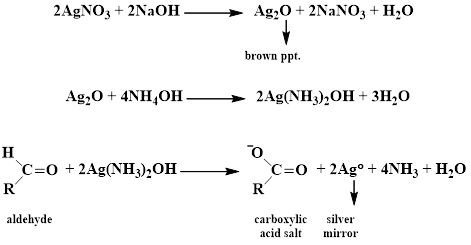 2AgNO₃ + 2NaOH ⟶ Ag₂O + 2NaNO₃ + H₂O
brown ppt.
Ag₂O + 4NH₄OH ⟶ 2Ag(NH₃)₂OH + 3H₂O
H
C=O + 2Ag(NH₃)₂OH ⟶ ⁻O
R
C=O + 2Ag° + 4NH₃ + H₂O
R
aldehyde
carboxylic acid salt
silver mirror